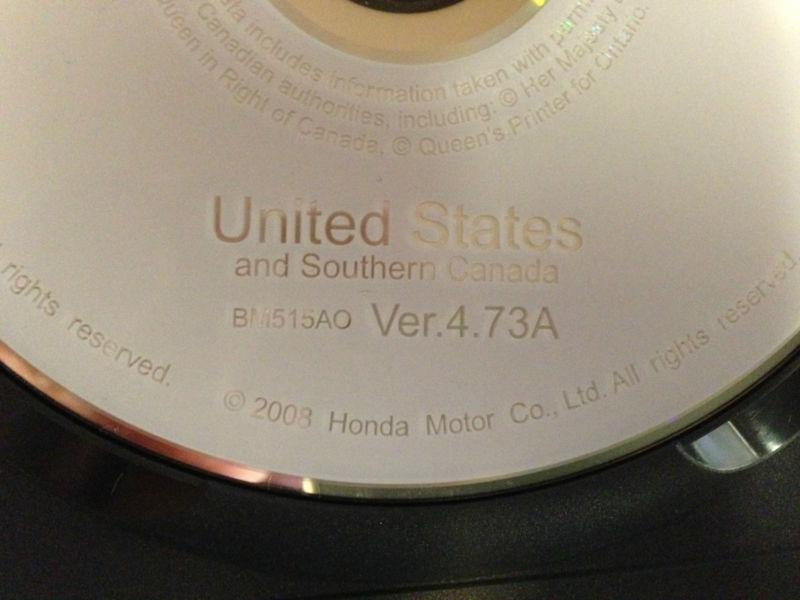 includes information taken with
Canadian authorities, including: © Her Majesty
Queen in Right of Canada, © Queen's Printer for Ontario.
United States
and Southern Canada
BM515AO Ver.4.73A
rights reserved.
© 2008 Honda Motor Co., Ltd. All rights reserved.